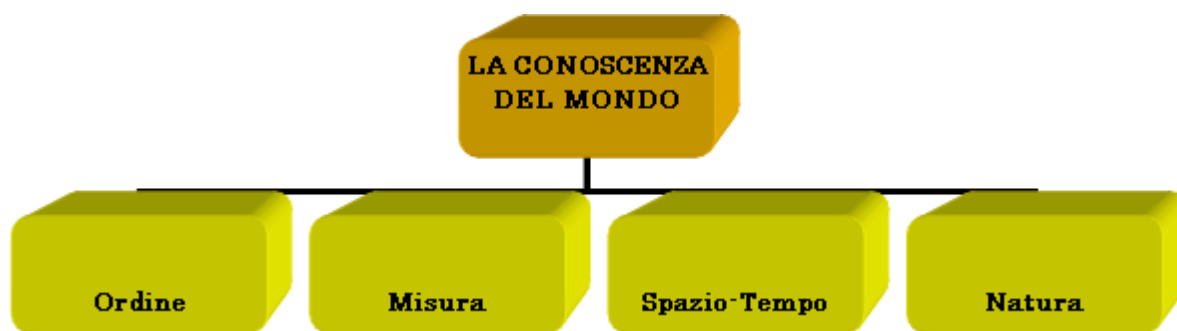 LA CONOSCENZA
DEL MONDO
Ordine
Misura
Spazio-Tempo
Natura